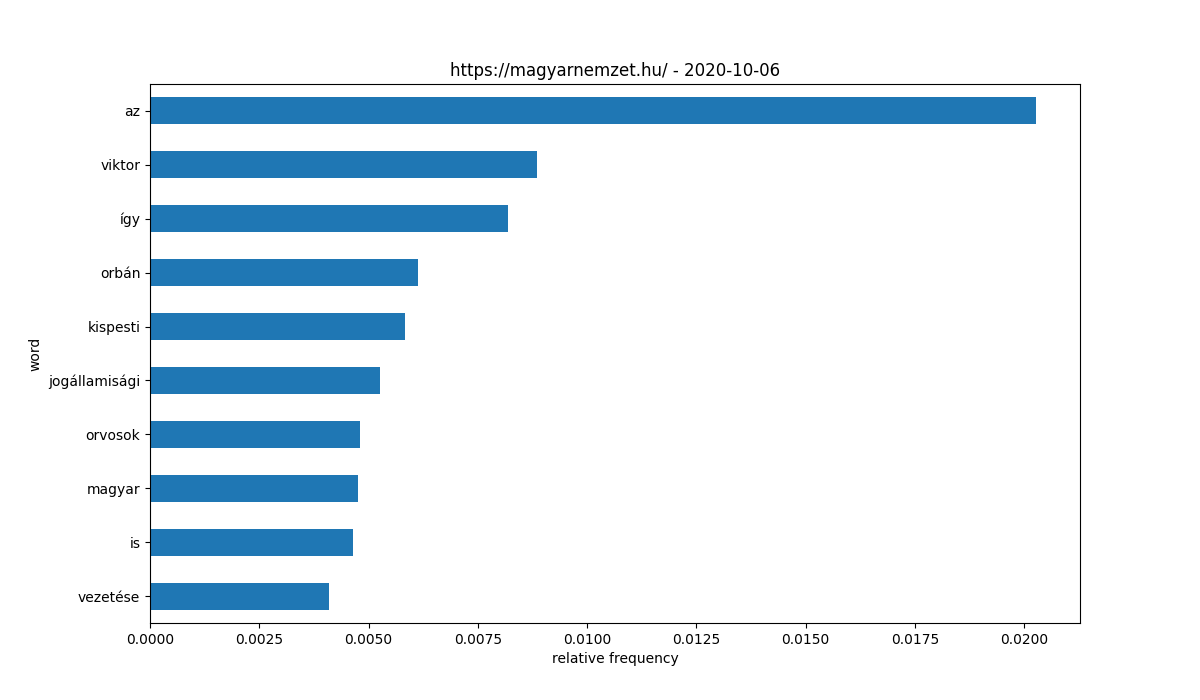 https://magyarnemzet.hu/ - 2020-10-06
az
viktor
így
orbán
kispesti
jogállamisági
orvosok
magyar
is
vezetése
word
0.0000 0.0025 0.0050 0.0075 0.0100 0.0125 0.0150 0.0175 0.0200
relative frequency